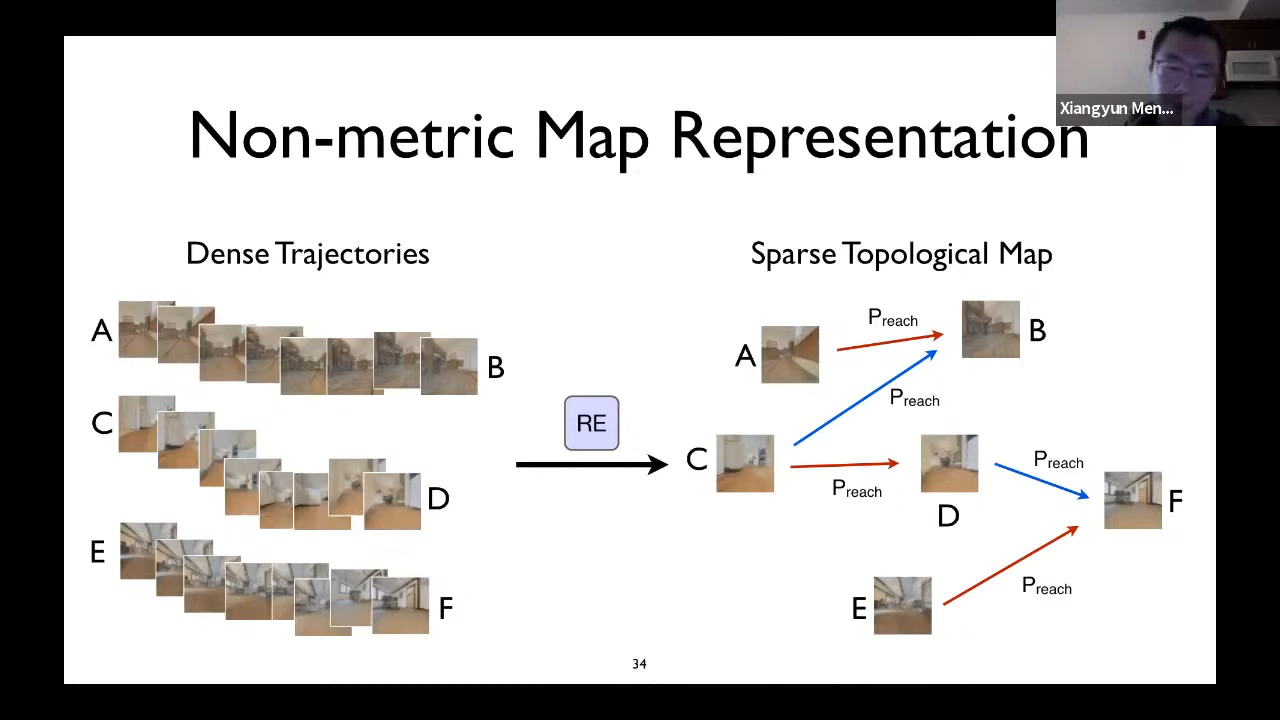 Xiangyun Men...
Non-metric Map Representation
Dense Trajectories
Sparse Topological Map
A
B
C
D
E
F
RE
A
Preach
B
Preach
C
Preach
D
Preach
F
E
Preach
34